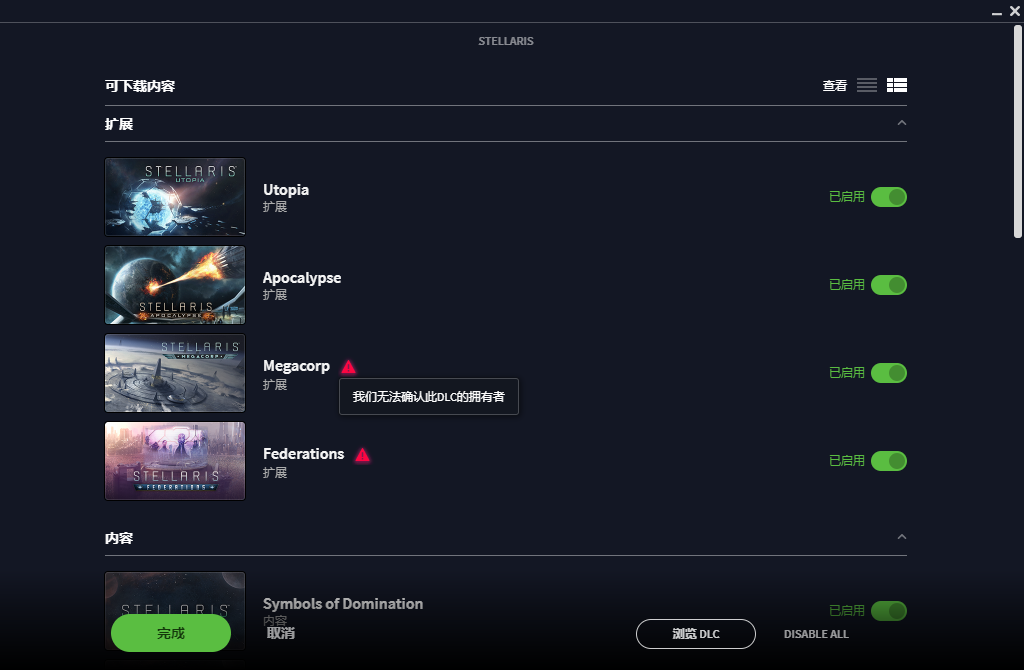 STELLARIS
可下载内容
查看
扩展
STELLARIS
UTOPIA
Utopia
扩展
已启用
STELLARIS
APOCALYPSE
Apocalypse
扩展
已启用
STELLARIS
MEGACORP
Megacorp
扩展
已启用
我们无法确认此DLC的拥有者
STELLARIS
FEDERATIONS
Federations
扩展
已启用
内容
STELLARIS
Symbols of Domination
内容
已启用
完成
取消
浏览 DLC
DISABLE ALL